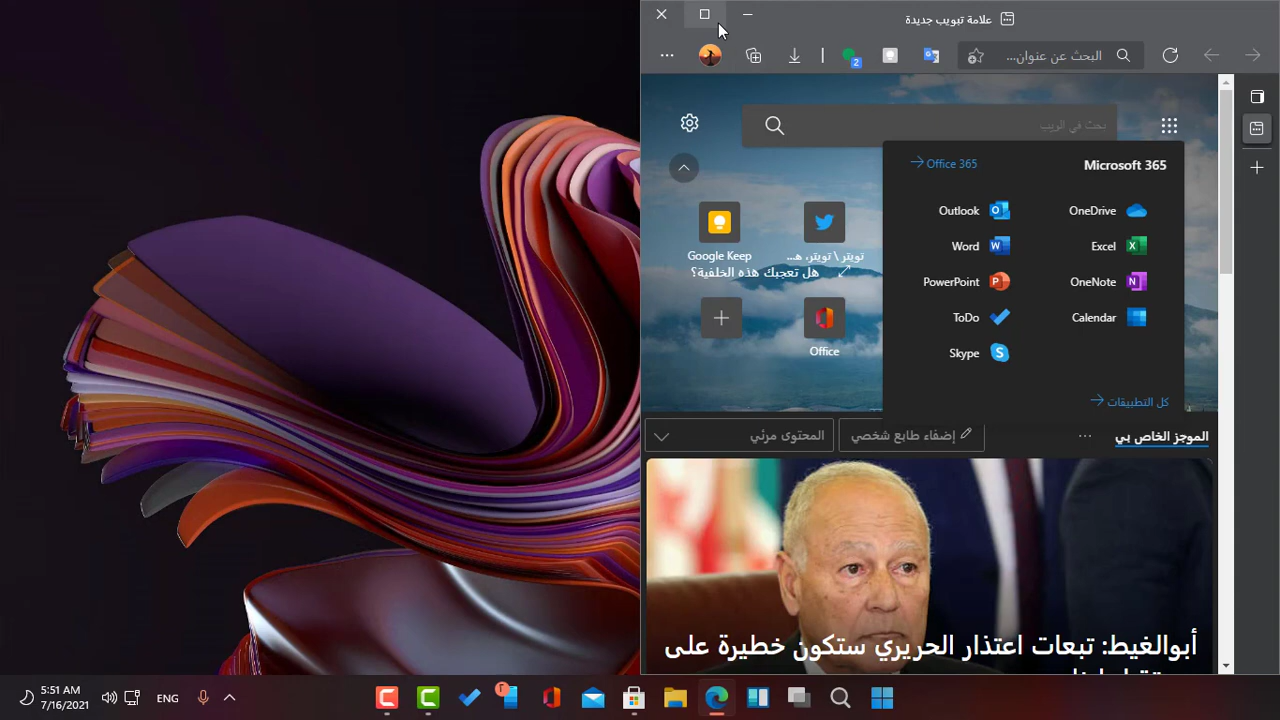 علامة تبويب جديدة
البحث عن عنوان...
2
بحث في الويب
Microsoft 365
Office 365
OneDrive
Outlook
Excel
Word
OneNote
PowerPoint
Calendar
ToDo
Skype
كل التطبيقات
تويتر \ تويتر، هـ...
Google Keep
هل تعجبك هذه الخلفية؟
Office
الموجز الخاص بي
إضفاء طابع شخصي
المحتوى مرئي
أبوالغيط: تبعات اعتذار الحريري ستكون خطيرة على
5:51 AM
7/16/2021
ENG